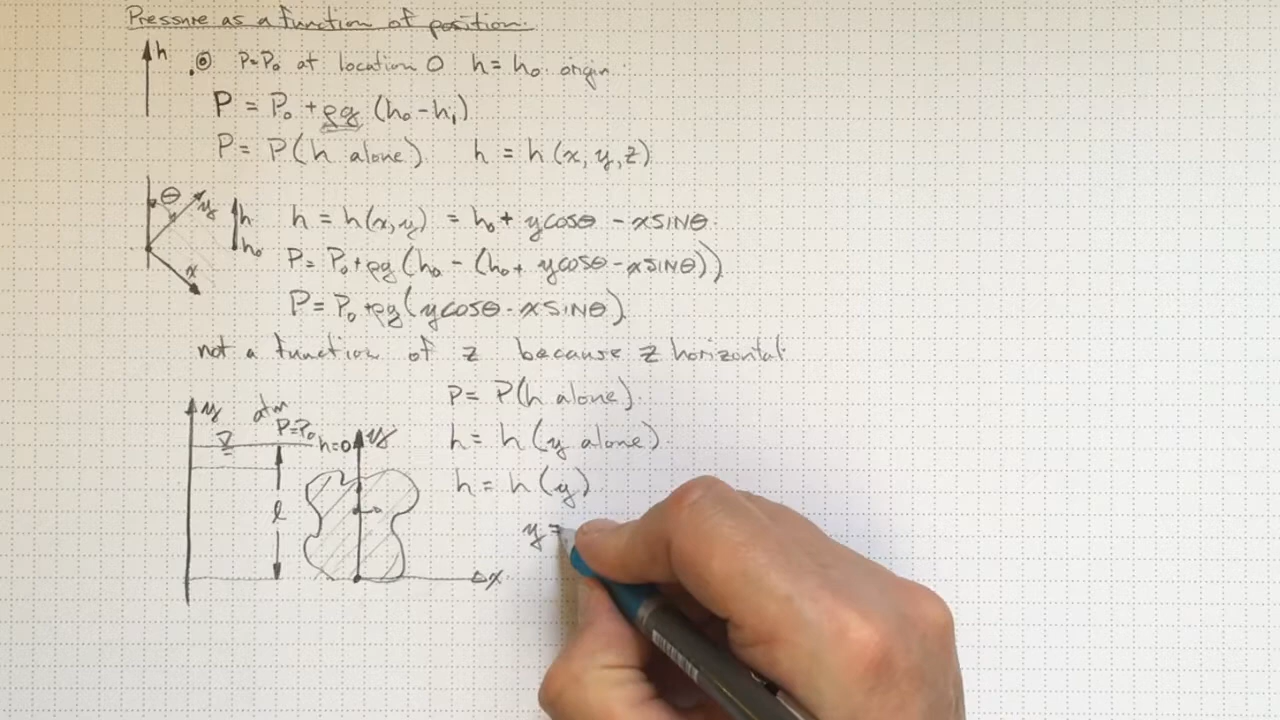 Pressure as a function of position.
h
P=P₀ at location O h=h₀ origin
P = P₀ + ρg (h₀ - h₁)
P = P(h alone) h = h(x, y, z)
θ y h
h = h(x,y) = h₀ + ycosθ - xSINθ
h₀
P = P₀ + ρg (h₀ - (h₀ + ycosθ - xSINθ))
x
P = P₀ + ρg (ycosθ - xSINθ)
not a function of z because z horizontal
P = P(h alone)
y atm
P=P₀
h=0 y
h = h(y alone)
h = h(y)
l
y =
x